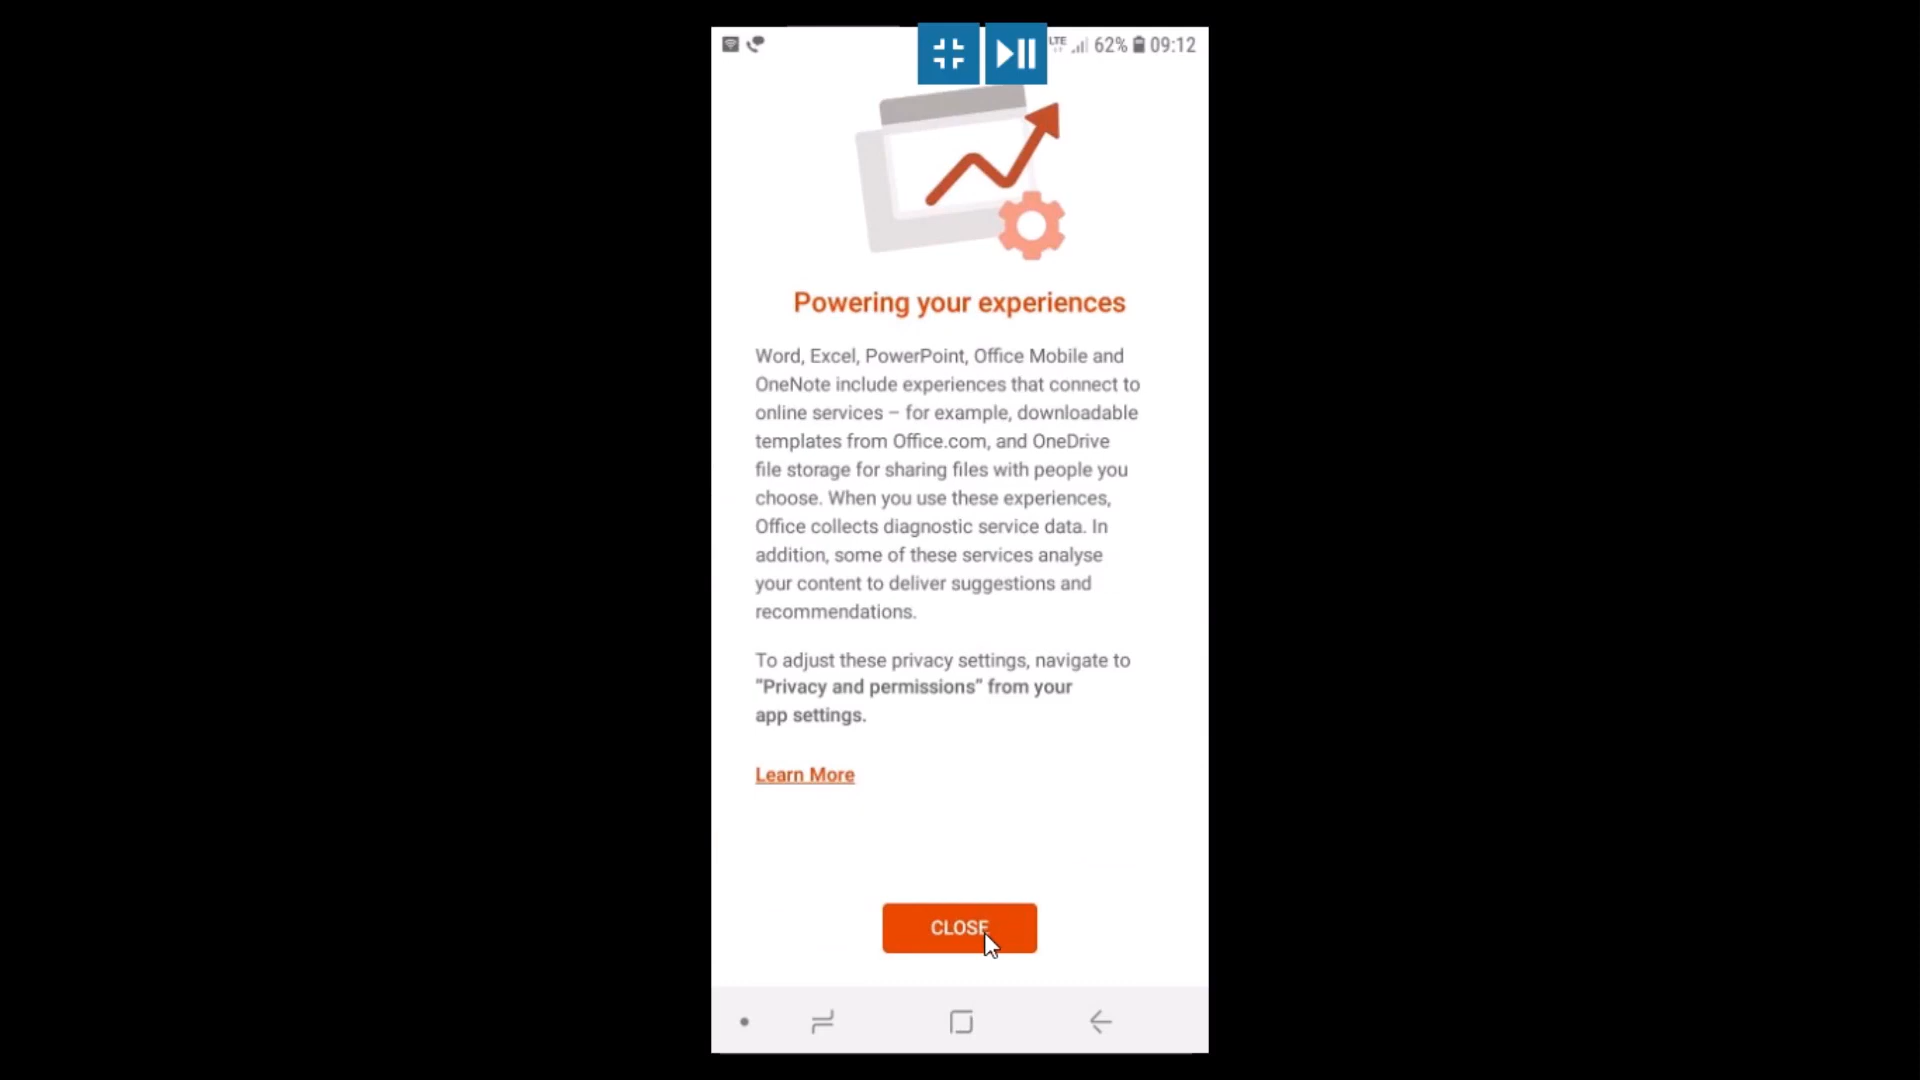 LTE 62% 09:12
Powering your experiences
Word, Excel, PowerPoint, Office Mobile and
OneNote include experiences that connect to
online services – for example, downloadable
templates from Office.com, and OneDrive
file storage for sharing files with people you
choose. When you use these experiences,
Office collects diagnostic service data. In
addition, some of these services analyse
your content to deliver suggestions and
recommendations.
To adjust these privacy settings, navigate to
“Privacy and permissions” from your
app settings.
Learn More
CLOSE